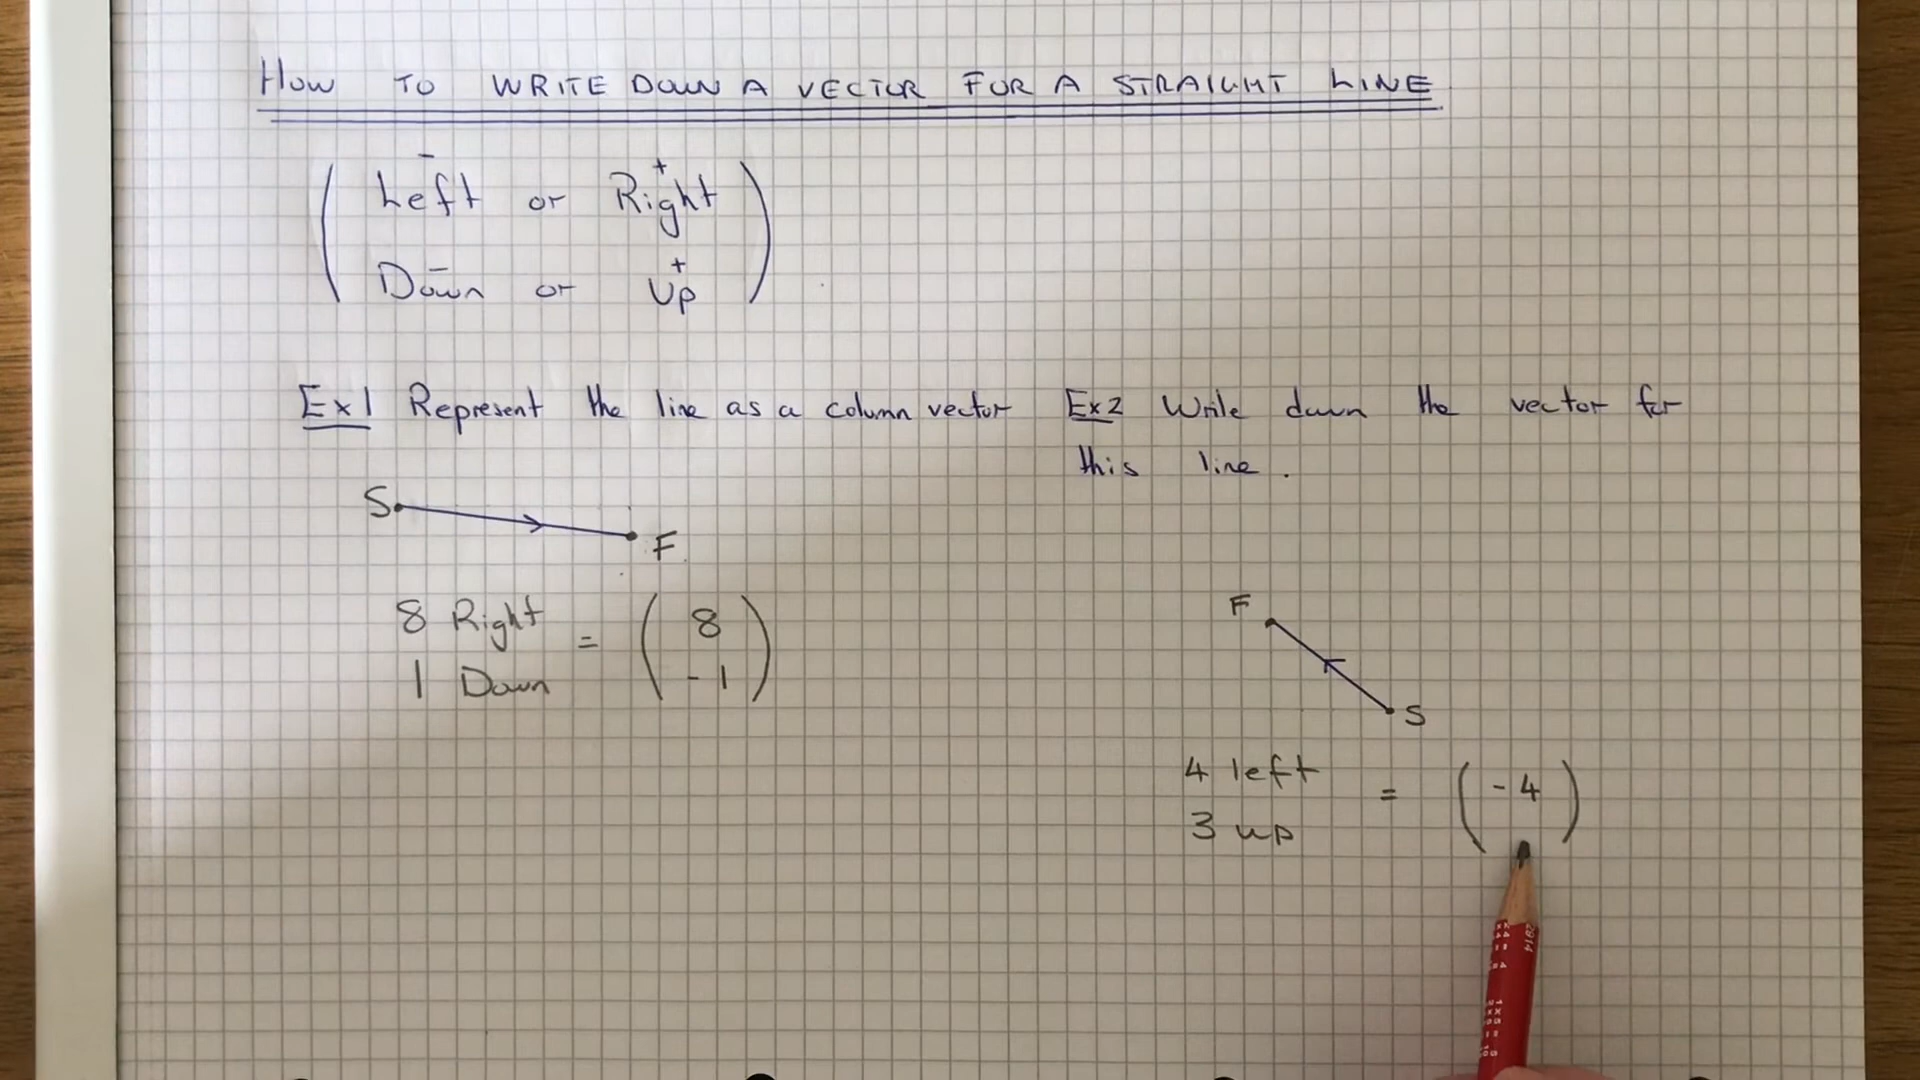 HOW TO WRITE DOWN A VECTOR FOR A STRAIGHT LINE
- +
Left or Right
- +
Down or Up
Ex1 Represent the line as a column vector
S
F
8 Right = ( 8
1 Down -1 )
Ex2 Write down the vector for
this line.
F
S
4 left = ( -4 )
3 up
2014